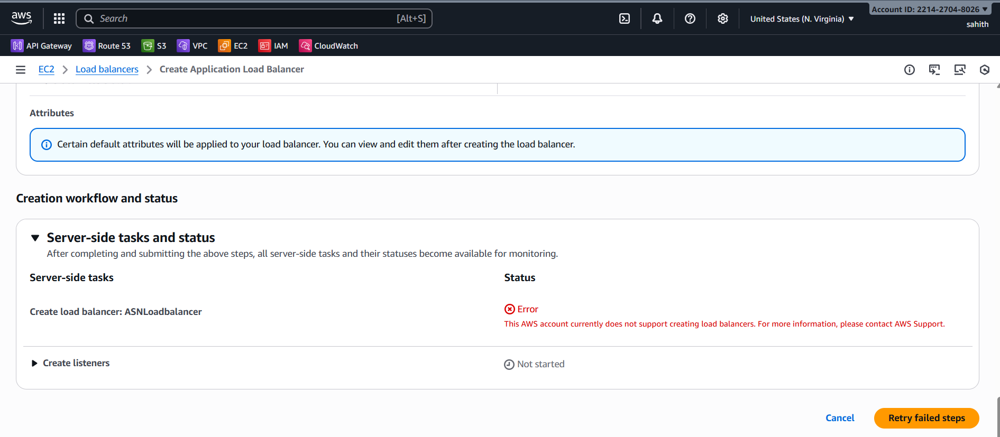 Account ID: 2214-2704-8026
aws
Search
[Alt+S]
United States (N. Virginia)
sahith
API Gateway
Route 53
S3
VPC
EC2
IAM
CloudWatch
EC2
Load balancers
Create Application Load Balancer
Attributes
Certain default attributes will be applied to your load balancer. You can view and edit them after creating the load balancer.
Creation workflow and status
Server-side tasks and status
After completing and submitting the above steps, all server-side tasks and their statuses become available for monitoring.
Server-side tasks
Status
Create load balancer: ASNLoadbalancer
Error
This AWS account currently does not support creating load balancers. For more information, please contact AWS Support.
Create listeners
Not started
Cancel
Retry failed steps